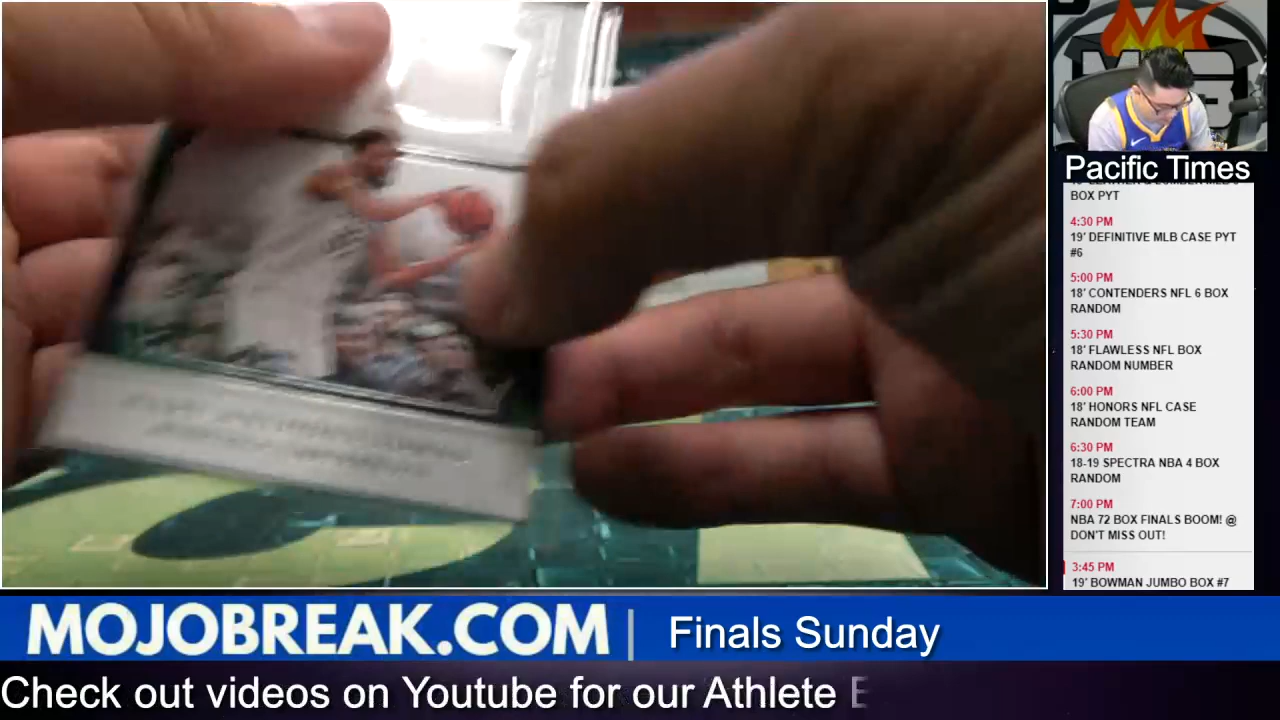 Pacific Times
BOX PYT
4:30 PM
19' DEFINITIVE MLB CASE PYT
#6
5:00 PM
18' CONTENDERS NFL 6 BOX
RANDOM
5:30 PM
18' FLAWLESS NFL BOX
RANDOM NUMBER
6:00 PM
18' HONORS NFL CASE
RANDOM TEAM
6:30 PM
18-19 SPECTRA NBA 4 BOX
RANDOM
7:00 PM
NBA 72 BOX FINALS BOOM! @
DON'T MISS OUT!
3:45 PM
19' BOWMAN JUMBO BOX #7
MOJOBREAK.COM | Finals Sunday
Check out videos on Youtube for our Athlete E